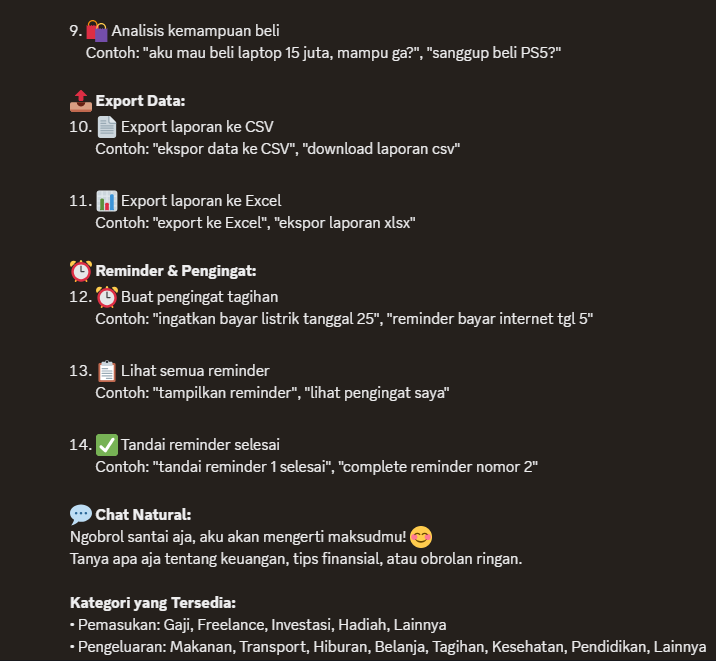 9. 🛍️ Analisis kemampuan beli
Contoh: "aku mau beli laptop 15 juta, mampu ga?", "sanggup beli PS5?"
📤 Export Data:
10. 📄 Export laporan ke CSV
Contoh: "ekspor data ke CSV", "download laporan csv"
11. 📊 Export laporan ke Excel
Contoh: "export ke Excel", "ekspor laporan xlsx"
⏰ Reminder & Pengingat:
12. ⏰ Buat pengingat tagihan
Contoh: "ingatkan bayar listrik tanggal 25", "reminder bayar internet tgl 5"
13. 📋 Lihat semua reminder
Contoh: "tampilkan reminder", "lihat pengingat saya"
14. ✅ Tandai reminder selesai
Contoh: "tandai reminder 1 selesai", "complete reminder nomor 2"
💬 Chat Natural:
Ngobrol santai aja, aku akan mengerti maksudmu! 😊
Tanya apa aja tentang keuangan, tips finansial, atau obrolan ringan.
Kategori yang Tersedia:
• Pemasukan: Gaji, Freelance, Investasi, Hadiah, Lainnya
• Pengeluaran: Makanan, Transport, Hiburan, Belanja, Tagihan, Kesehatan, Pendidikan, Lainnya